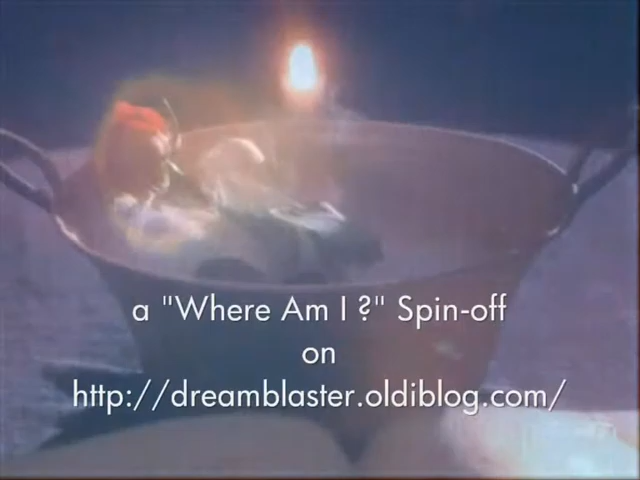 a "Where Am I ?" Spin-off
on
http://dreamblaster.oldiblog.com/